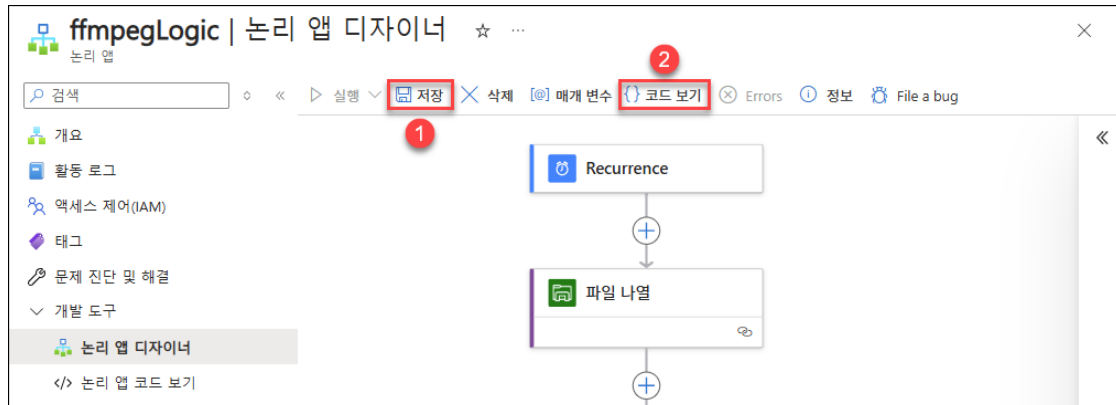 ffmpegLogic | 논리 앱 디자이너
논리 앱
2
검색
실행 저장 삭제 [@] 매개 변수 {} 코드 보기 Errors 정보 File a bug
1
개요
활동 로그
액세스 제어(IAM)
태그
문제 진단 및 해결
개발 도구
논리 앱 디자이너
</> 논리 앱 코드 보기
Recurrence
파일 나열